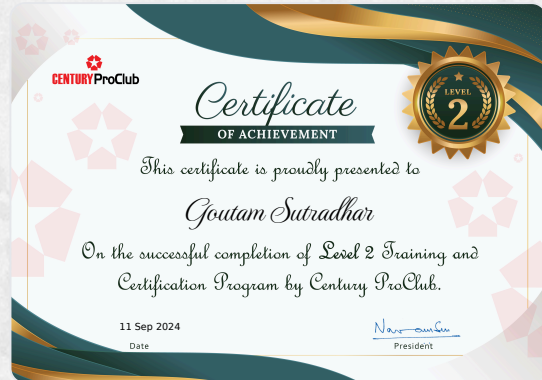 CENTURY ProClub
LEVEL
2
Certificate
OF ACHIEVEMENT
This certificate is proudly presented to
Goutam Sutradhar
On the successful completion of Level 2 Training and
Certification Program by Century ProClub.
11 Sep 2024
Date
President